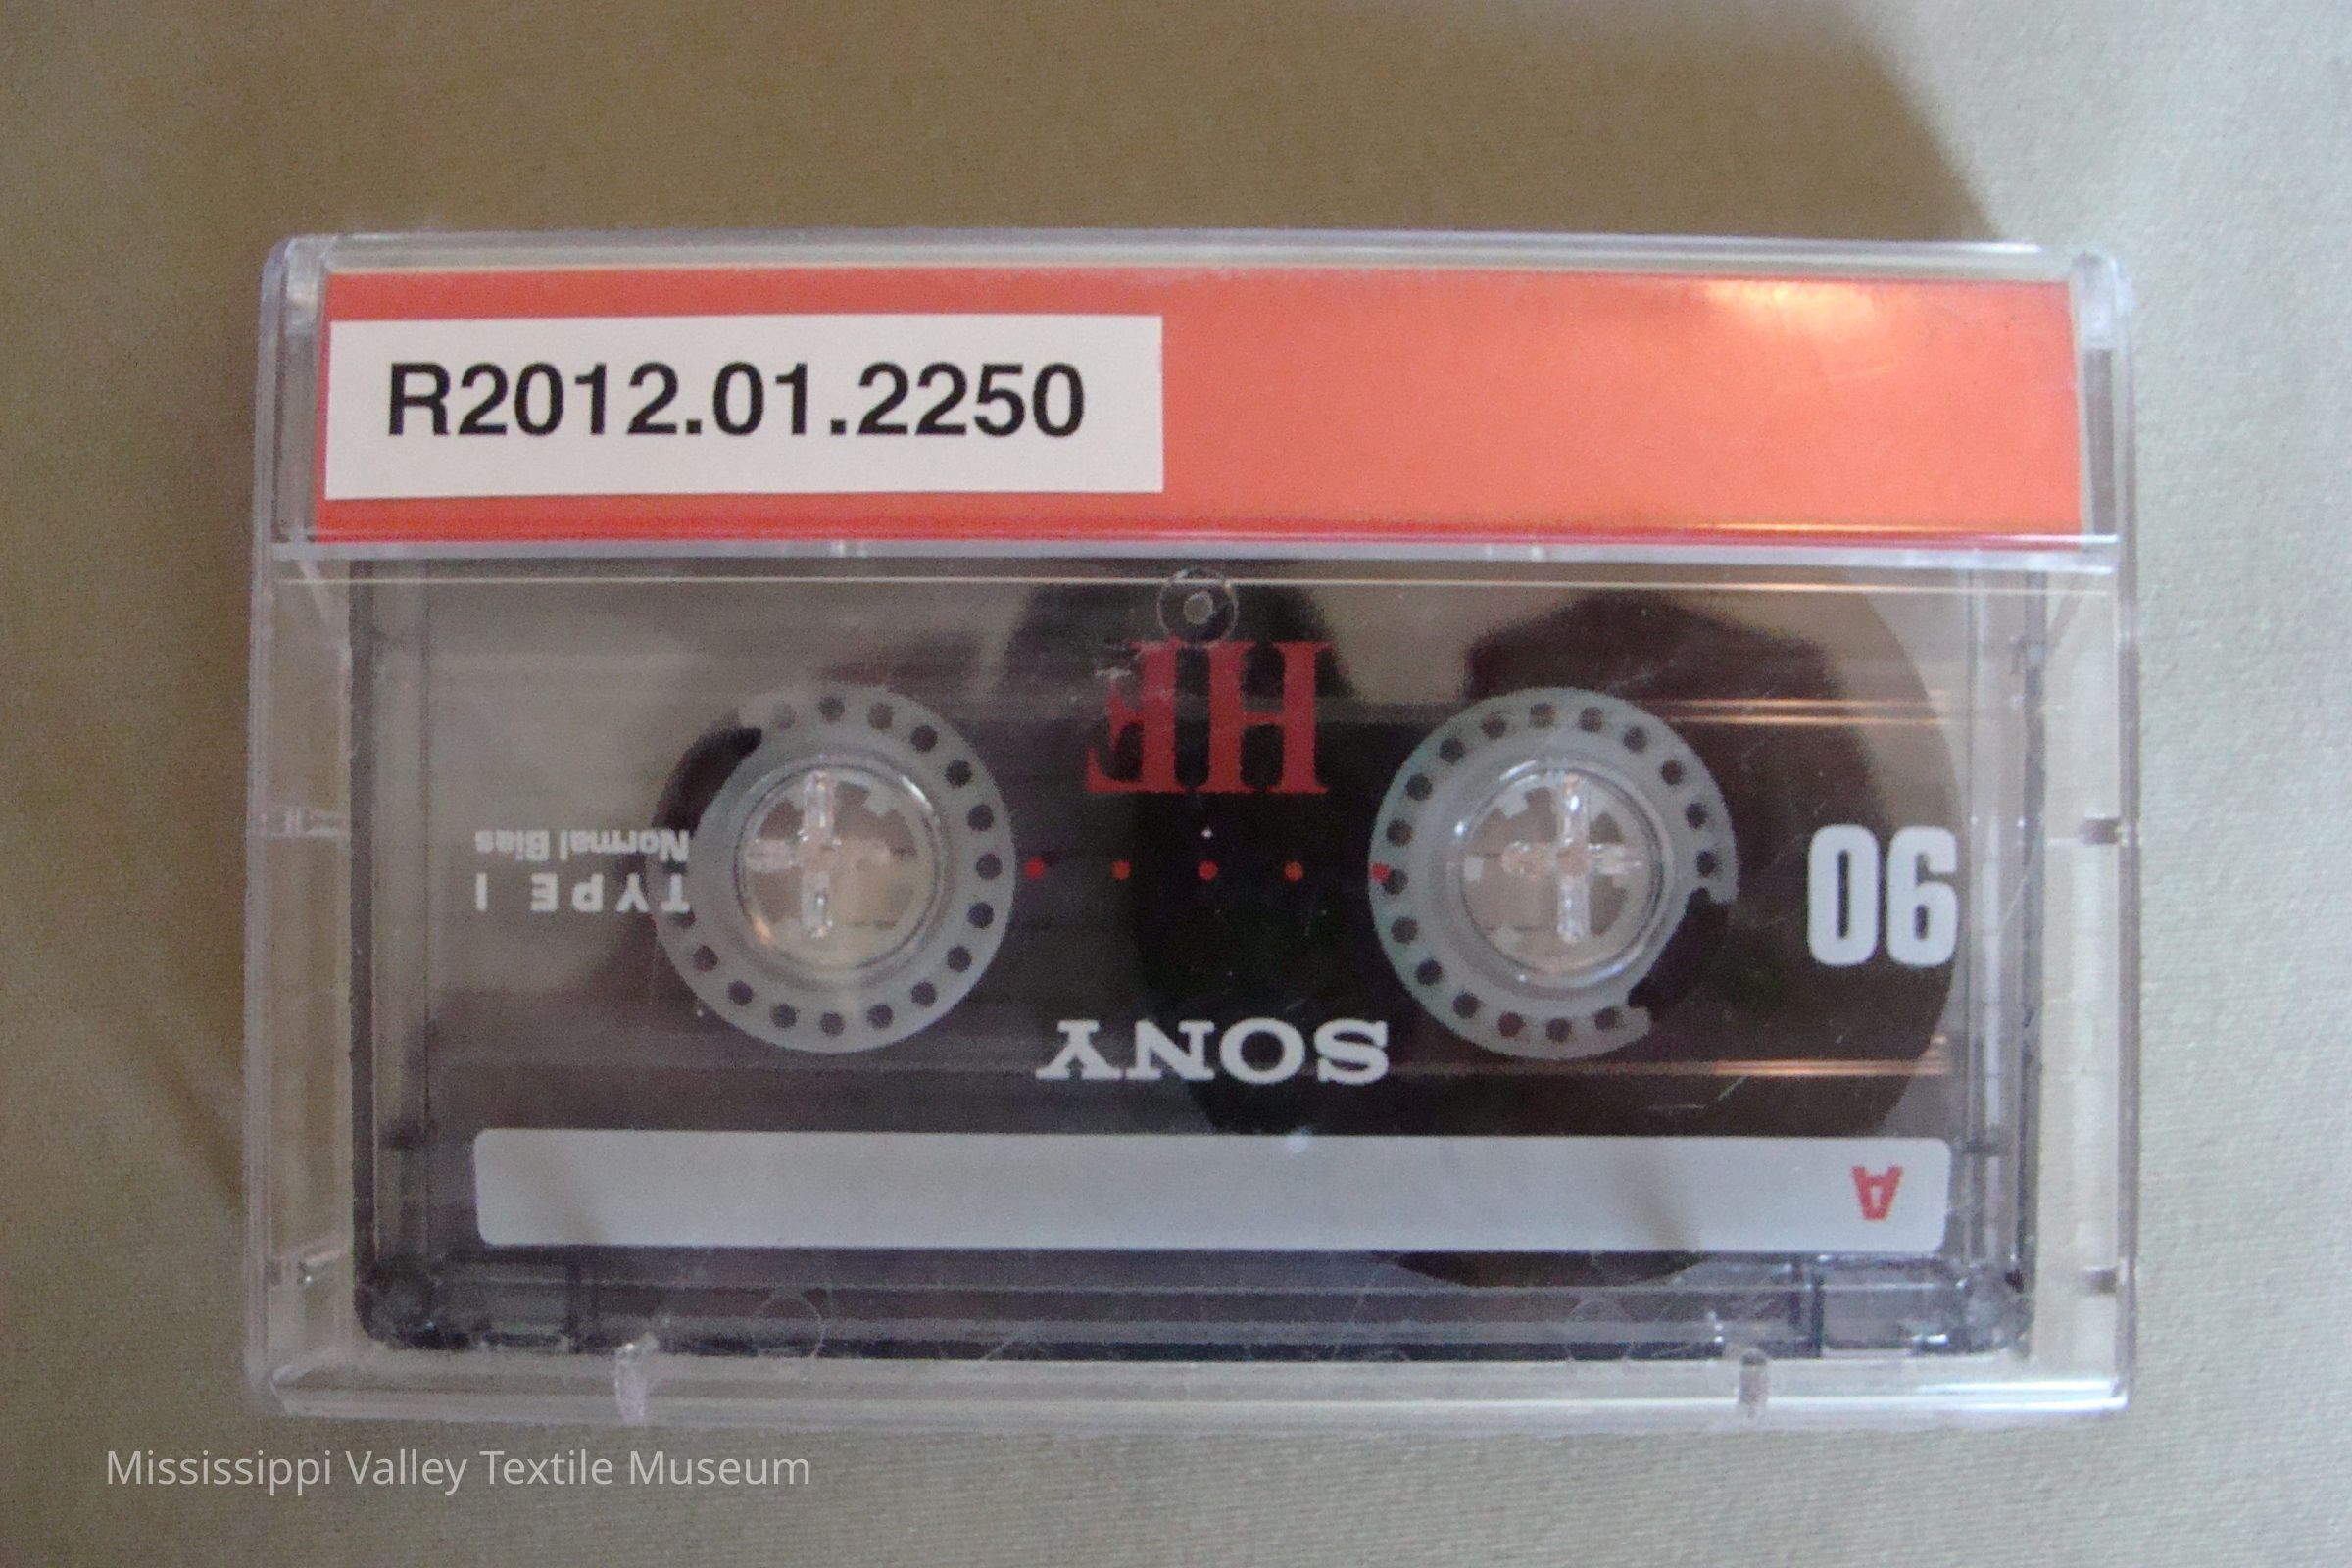 R2012.01.2250
HF
Normal Bias
TYPE I
90
SONY
A
Mississippi Valley Textile Museum